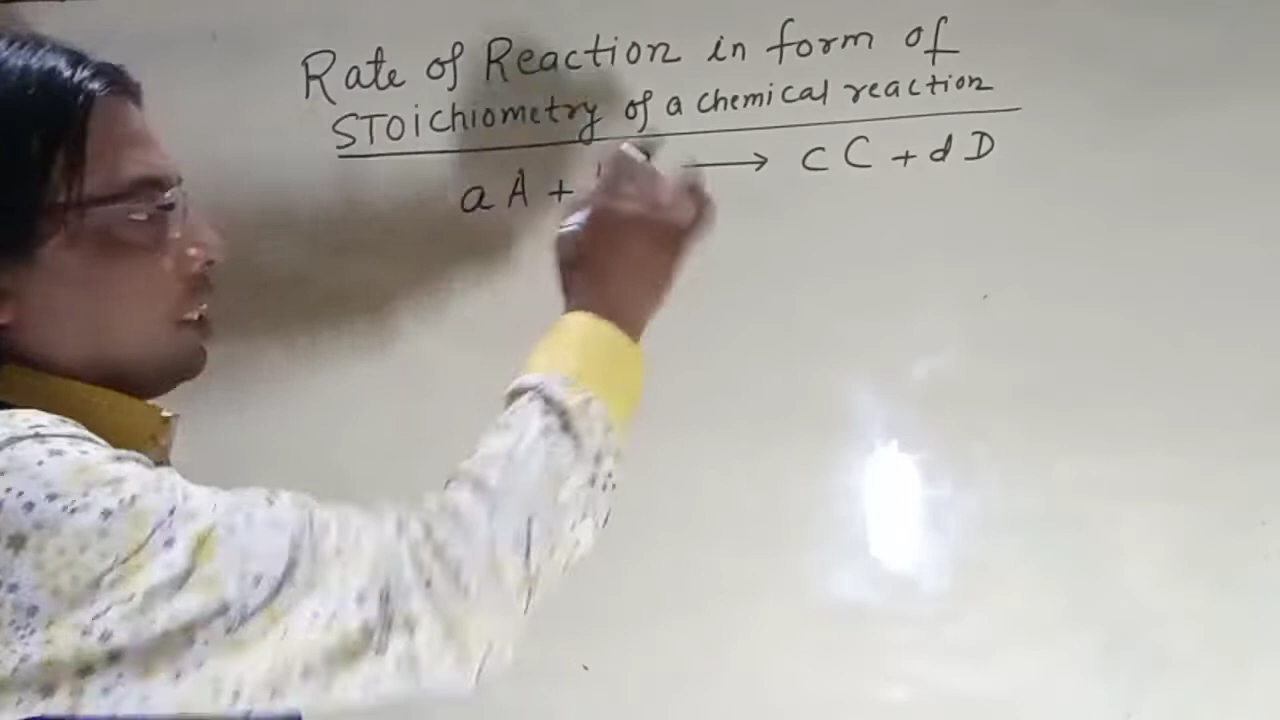 Rate of Reaction in form of
STOichiometry of a chemical reaction
a A + → c C + d D